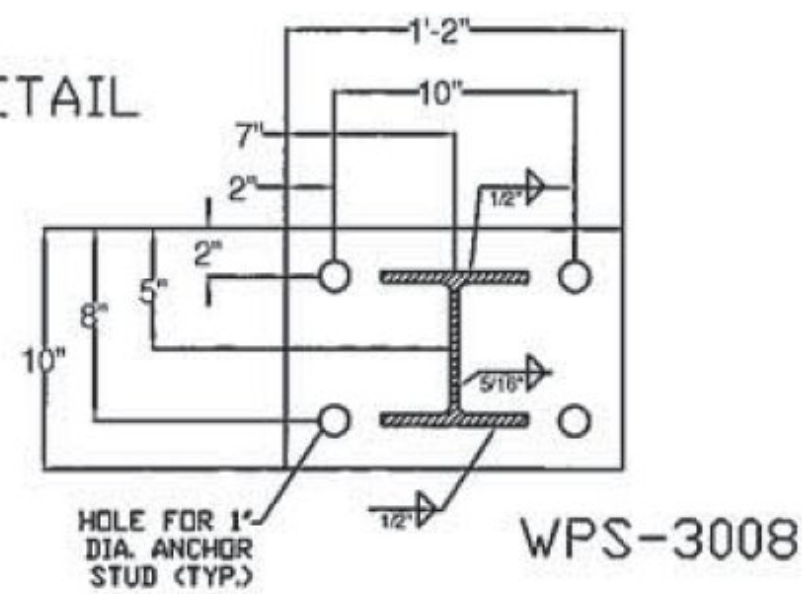 1'-2"
ETAIL
10"
7"
2"
1/2"
2"
5"
8"
10"
5/16"
1/2"
HOLE FOR 1"
DIA. ANCHOR
STUD (TYP.)
WPS-3008